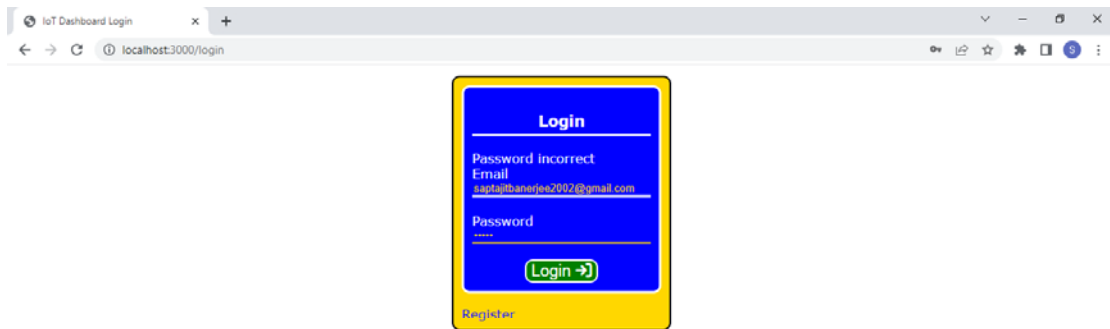 IoT Dashboard Login
localhost:3000/login
S
Login
Password incorrect
Email
saptajitbanerjee2002@gmail.com
Password
Login
Register